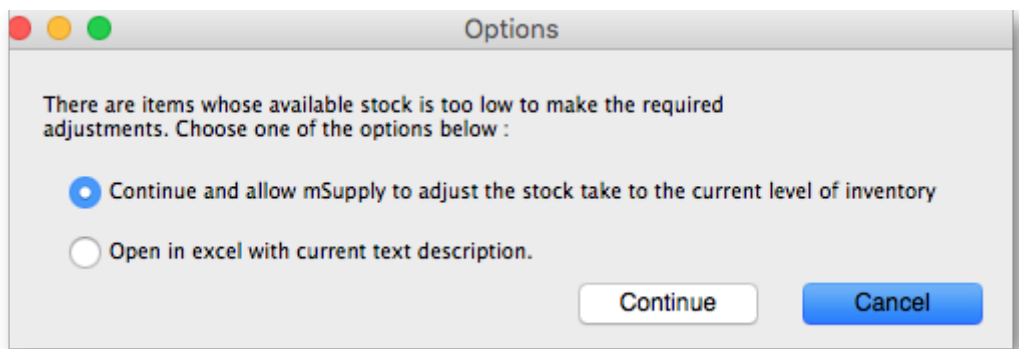 Options
There are items whose available stock is too low to make the required
adjustments. Choose one of the options below :
Continue and allow mSupply to adjust the stock take to the current level of inventory
Open in excel with current text description.
Continue Cancel